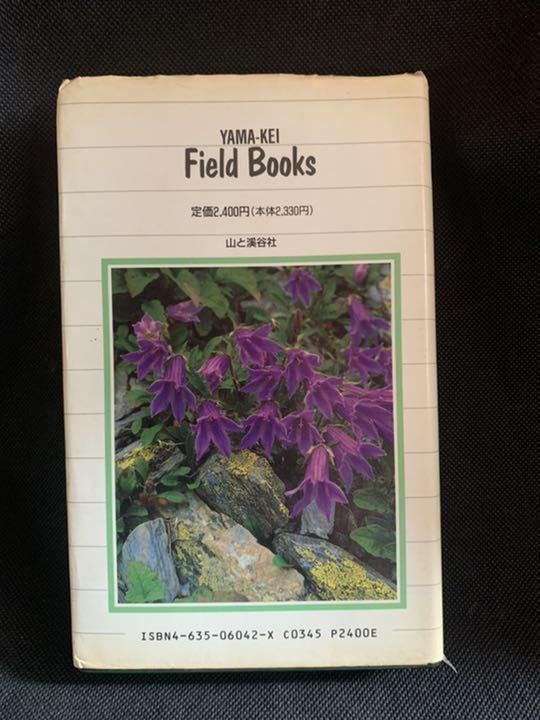 YAMA-KEI
Field Books
定価2,400円(本体2,330円)
山と溪谷社
ISBN4-635-06042-X C0345 P2400E